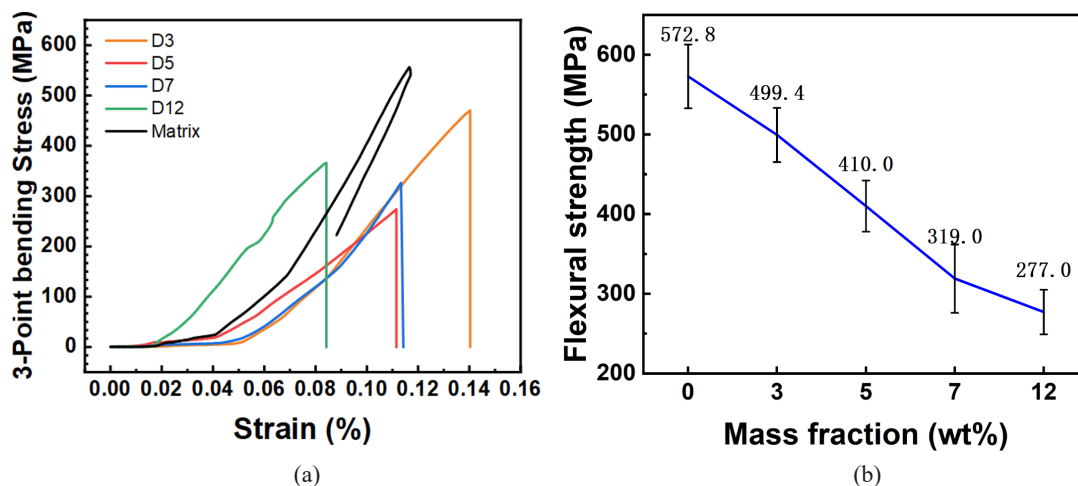 3-Point bending Stress (MPa)
600
500
400
300
200
100
0
D3
D5
D7
D12
Matrix
0.00 0.02 0.04 0.06 0.08 0.10 0.12 0.14 0.16
Strain (%)
(a)
Flexural strength (MPa)
600
500
400
300
200
572.8
499.4
410.0
319.0
277.0
0 3 5 7 12
Mass fraction (wt%)
(b)